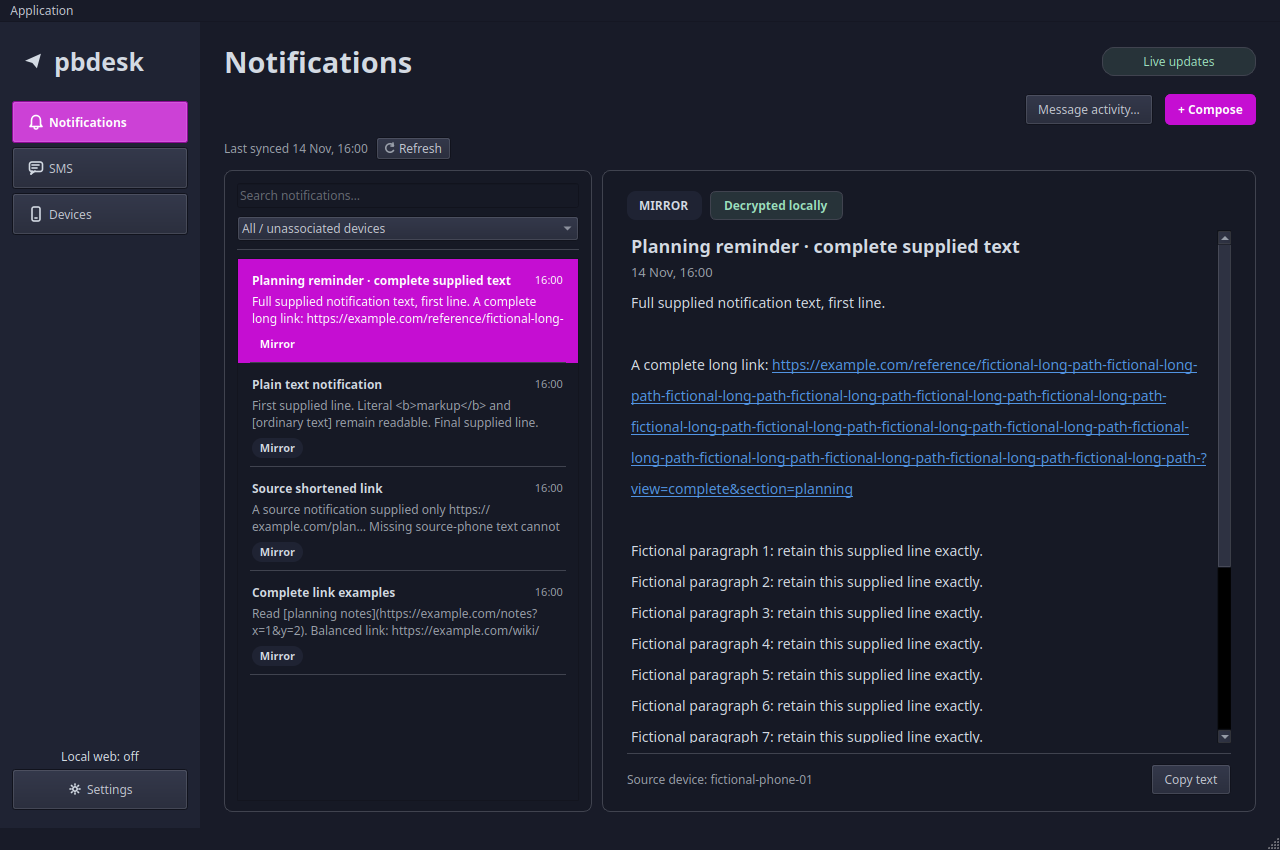 Application
pbdesk
Notifications
SMS
Devices
Local web: off
Settings
Notifications
Live updates
Message activity...
+ Compose
Last synced 14 Nov, 16:00
Refresh
Search notifications...
All / unassociated devices
Planning reminder · complete supplied text
16:00
Full supplied notification text, first line. A complete
long link: https://example.com/reference/fictional-long-
Mirror
Plain text notification
16:00
First supplied line. Literal <b>markup</b> and
[ordinary text] remain readable. Final supplied line.
Mirror
Source shortened link
16:00
A source notification supplied only https://
example.com/plan... Missing source-phone text cannot
Mirror
Complete link examples
16:00
Read [planning notes](https://example.com/notes?
x=1&y=2). Balanced link: https://example.com/wiki/
Mirror
MIRROR
Decrypted locally
Planning reminder · complete supplied text
14 Nov, 16:00
Full supplied notification text, first line.
A complete long link: https://example.com/reference/fictional-long-path-fictional-long-
path-fictional-long-path-fictional-long-path-fictional-long-path-fictional-long-path-
fictional-long-path-fictional-long-path-fictional-long-path-fictional-long-path-fictional-
long-path-fictional-long-path-fictional-long-path-fictional-long-path-fictional-long-path-?
view=complete&section=planning
Fictional paragraph 1: retain this supplied line exactly.
Fictional paragraph 2: retain this supplied line exactly.
Fictional paragraph 3: retain this supplied line exactly.
Fictional paragraph 4: retain this supplied line exactly.
Fictional paragraph 5: retain this supplied line exactly.
Fictional paragraph 6: retain this supplied line exactly.
Fictional paragraph 7: retain this supplied line exactly.
Source device: fictional-phone-01
Copy text